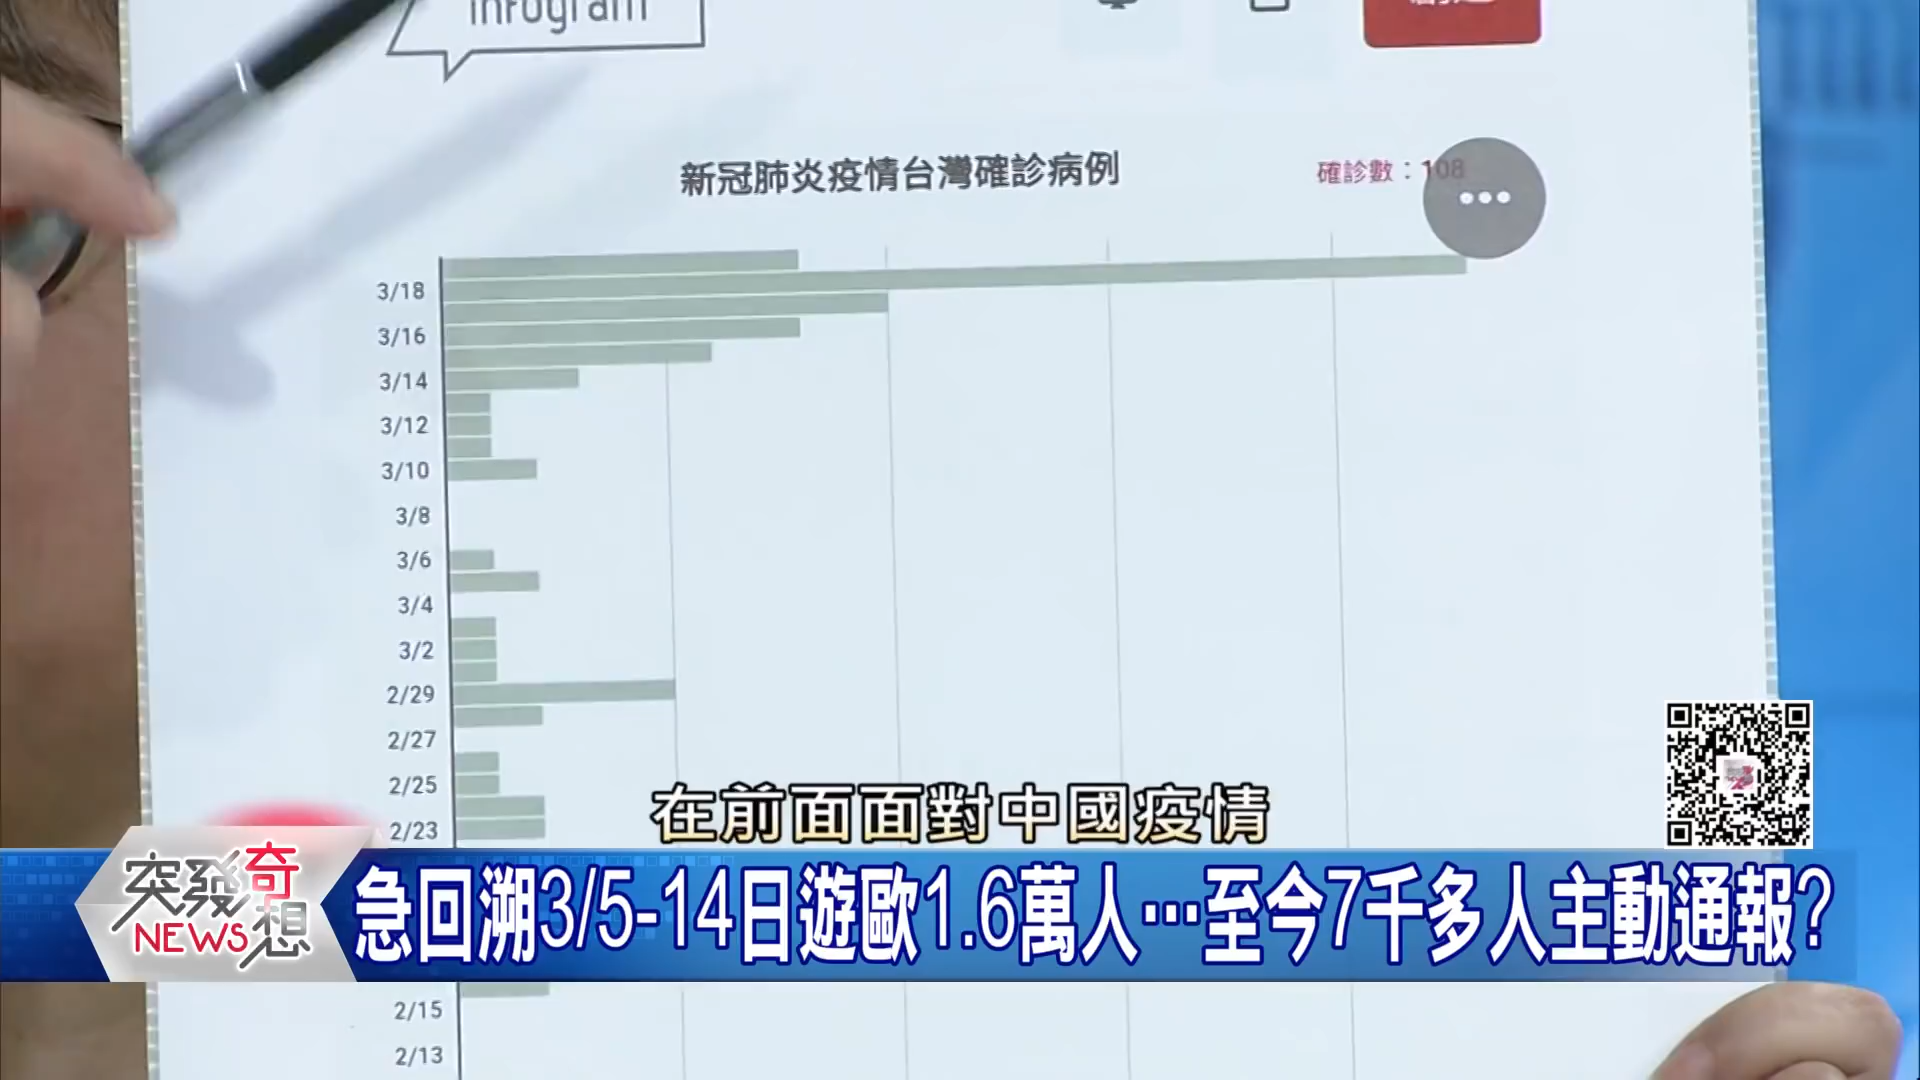 infogram
新冠肺炎疫情台灣確診病例
確診數：108
3/18
3/16
3/14
3/12
3/10
3/8
3/6
3/4
3/2
2/29
2/27
2/25
2/23
在前面面對中國疫情
突發奇想
NEWS
急回溯3/5-14日遊歐1.6萬人…至今7千多人主動通報?
2/15
2/13